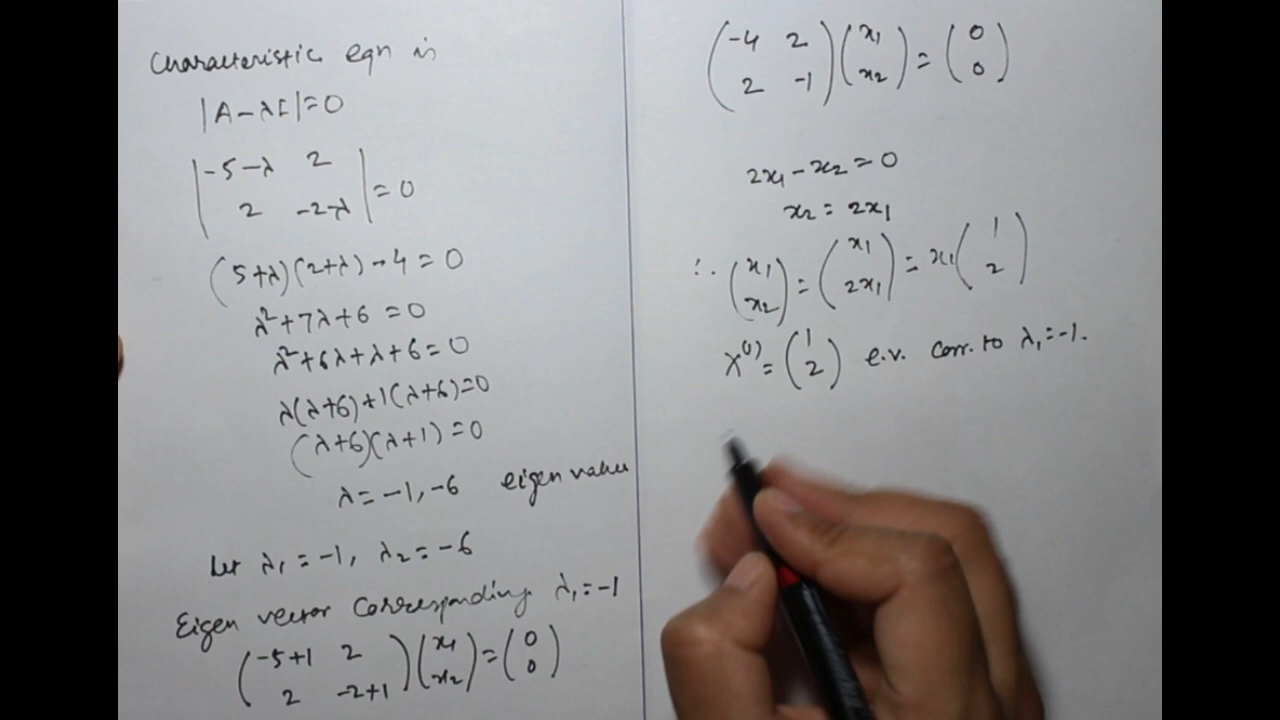 Characteristic eqn is
|A-λI|=0
|-5-λ 2
2 -2-λ| = 0
(5+λ)(2+λ)-4=0
λ²+7λ+6=0
λ²+6λ+λ+6=0
λ(λ+6)+1(λ+6)=0
(λ+6)(λ+1)=0
λ=-1,-6 eigen values
Let λ₁=-1, λ₂=-6
Eigen vector corresponding λ₁=-1
(-5+1 2
2 -2+1)(x₁
x₂)=(0
0)
(-4 2
2 -1)(x₁
x₂)=(0
0)
2x₁-x₂=0
x₂=2x₁
∴ (x₁
x₂)=(x₁
2x₁)=x₁(1
2)
X⁽¹⁾=(1
2) e.v. corr. to λ₁=-1.